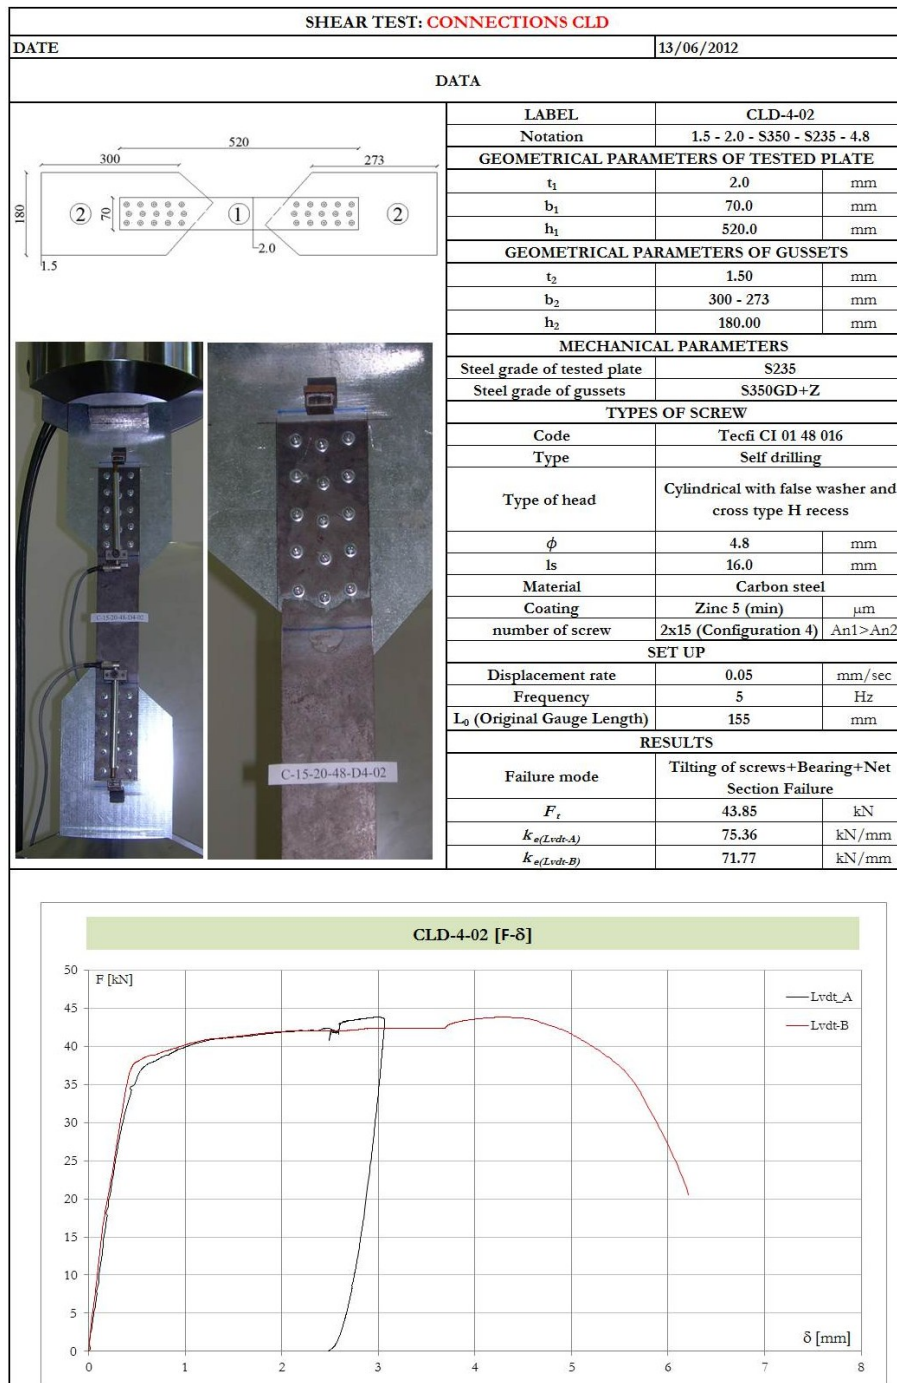 SHEAR TEST: CONNECTIONS CLD
DATE 13/06/2012
DATA
LABEL CLD-4-02
Notation 1.5 - 2.0 - S350 - S235 - 4.8
GEOMETRICAL PARAMETERS OF TESTED PLATE
t₁ 2.0 mm
b₁ 70.0 mm
h₁ 520.0 mm
GEOMETRICAL PARAMETERS OF GUSSETS
t₂ 1.50 mm
b₂ 300 - 273 mm
h₂ 180.00 mm
MECHANICAL PARAMETERS
Steel grade of tested plate S235
Steel grade of gussets S350GD+Z
TYPES OF SCREW
Code Tecfi CI 01 48 016
Type Self drilling
Type of head Cylindrical with false washer and
cross type H recess
ϕ 4.8 mm
ls 16.0 mm
Material Carbon steel
Coating Zinc 5 (min) μm
number of screw 2x15 (Configuration 4) An1>An2
SET UP
Displacement rate 0.05 mm/sec
Frequency 5 Hz
L₀ (Original Gauge Length) 155 mm
RESULTS
Failure mode Tilting of screws+Bearing+Net
Section Failure
Fₜ 43.85 kN
kₑ(Lvdt-A) 75.36 kN/mm
kₑ(Lvdt-B) 71.77 kN/mm
520
300 273
180 2 70 1 2
2.0
1.5
C-15-20-48-D4-02
C-15-20-48-D4-02
CLD-4-02 [F-δ]
F [kN]
50
45
40
35
30
25
20
15
10
5
0
Lvdt_A
Lvdt-B
δ [mm]
0 1 2 3 4 5 6 7 8